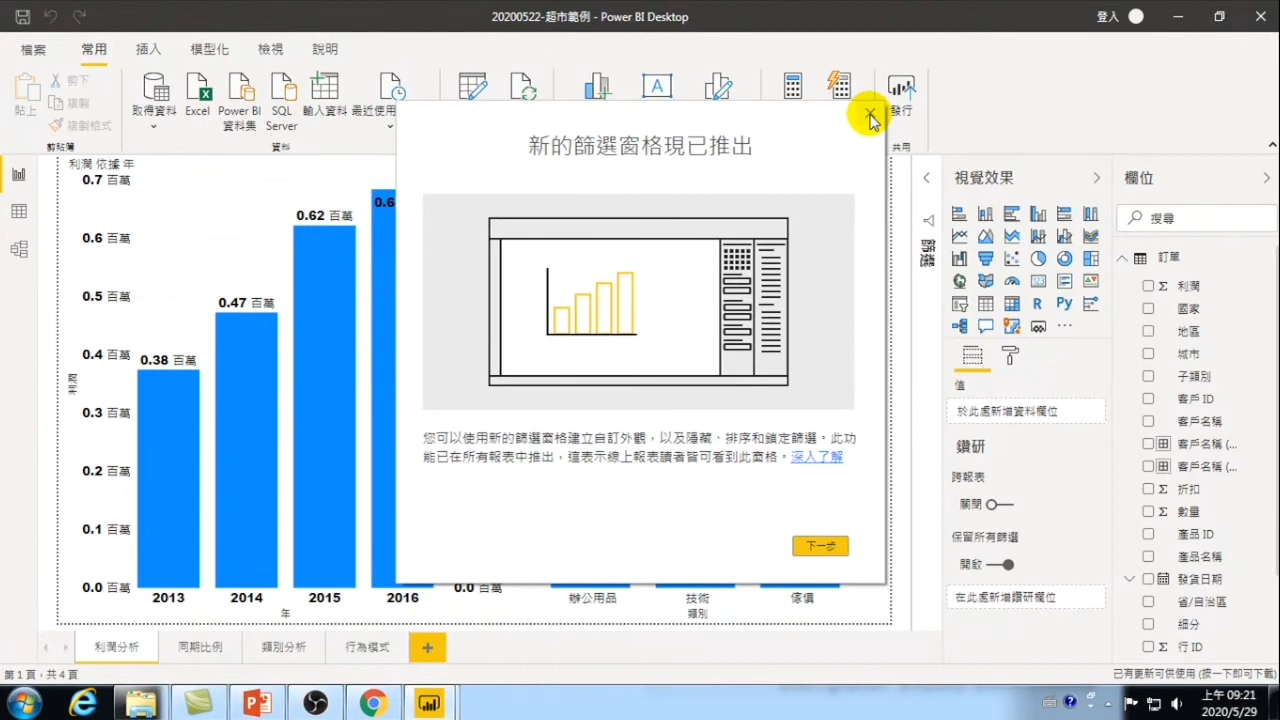 20200522-超市範例 - Power BI Desktop
登入
檔案 常用 插入 模型化 檢視 說明
貼上
剪下
複製
複製格式
剪貼簿
取得資料
Excel
Power BI
資料集
SQL
Server
輸入資料
最近使用
資料
發行
共用
新的篩選窗格現已推出
您可以使用新的篩選窗格建立自訂外觀，以及隱藏、排序和鎖定篩選。此功
能已在所有報表中推出，這表示線上報表讀者皆可看到此窗格。深入了解
下一步
利潤 依據 年
0.7 百萬
0.6 百萬
0.5 百萬
0.4 百萬
0.3 百萬
0.2 百萬
0.1 百萬
0.0 百萬
利潤
0.38 百萬
0.47 百萬
0.62 百萬
0.6
2013 2014 2015 2016
年
0.0 百萬
辦公用品 技術 傢俱
類別
篩選
視覺效果
R Py
值
於此處新增資料欄位
鑽研
跨報表
關閉
保留所有篩選
開啟
在此處新增鑽研欄位
欄位
搜尋
訂單
Σ 利潤
國家
地區
城市
子類別
客戶 ID
客戶名稱
客戶名稱 (...
客戶名稱 (...
Σ 折扣
Σ 數量
產品 ID
產品名稱
發貨日期
省/自治區
細分
Σ 行 ID
利潤分析 同期比例 類別分析 行為模式 +
第 1 頁，共 4 頁
已有更新可供使用 (按一下即可下載)
上午 09:21
2020/5/29